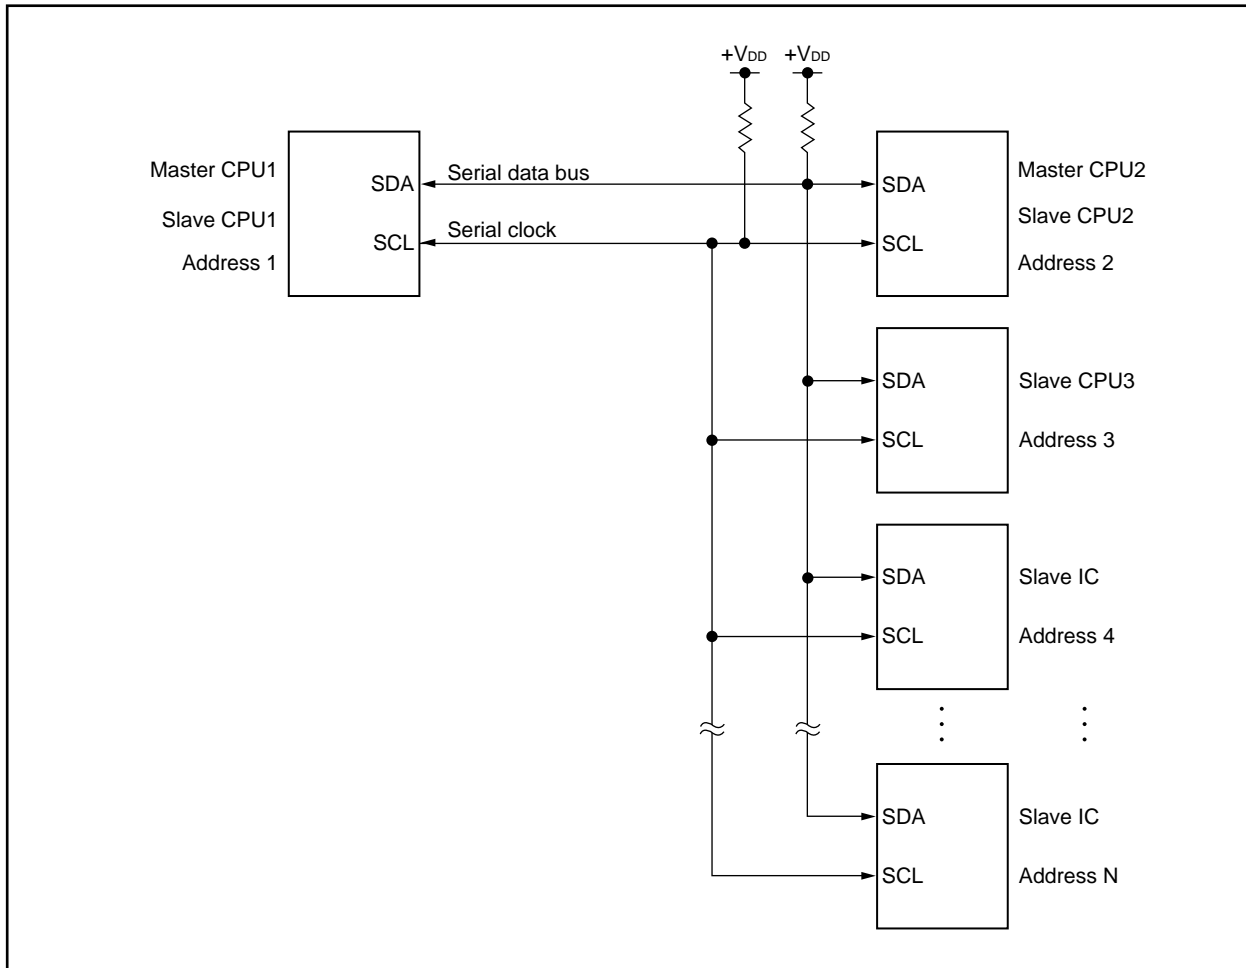 +VDD +VDD
Master CPU1
Slave CPU1
Address 1
SDA
SCL
Serial data bus
Serial clock
SDA
SCL
Master CPU2
Slave CPU2
Address 2
SDA
SCL
Slave CPU3
Address 3
SDA
SCL
Slave IC
Address 4
SDA
SCL
Slave IC
Address N